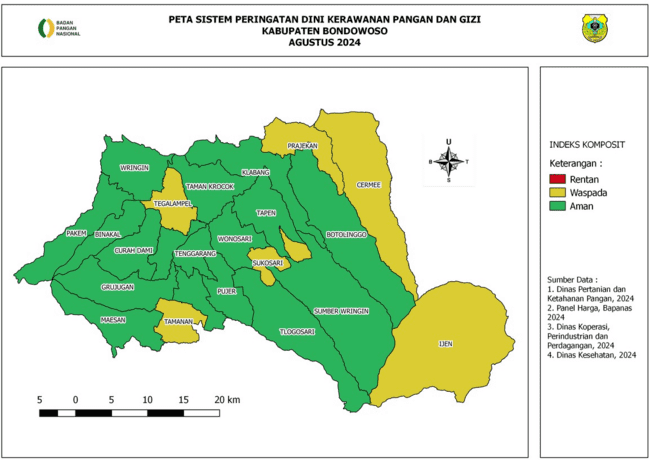 BADAN
PANGAN
NASIONAL
PETA SISTEM PERINGATAN DINI KERAWANAN PANGAN DAN GIZI
KABUPATEN BONDOWOSO
AGUSTUS 2024
PRAJEKAN
WRINGIN
KLABANG
CERMEE
TAMAN KROCOK
TEGALAMPEL
TAPEN
PAKEM
BINAKAL
BOTOLINGGO
WONOSARI
CURAH DAMI
TENGGARANG
SUKOSARI
GRUJUGAN
PUJER
SUMBER WRINGIN
MAESAN
TAMANAN
TLOGOSARI
IJEN
U
B
T
S
5 0 5 10 15 20 km
INDEKS KOMPOSIT
Keterangan :
Rentan
Waspada
Aman
Sumber Data :
1. Dinas Pertanian dan
Ketahanan Pangan, 2024
2. Panel Harga, Bapanas
2024
3. Dinas Koperasi,
Perindustrian dan
Perdagangan, 2024
4. Dinas Kesehatan, 2024